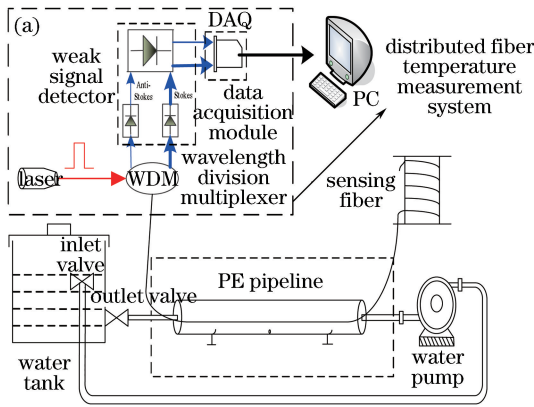 (a)
DAQ
weak
signal
detector
Anti-
Stokes
Stokes
data
acquisition
module
PC
distributed fiber
temperature
measurement
system
laser
WDM
wavelength
division
multiplexer
sensing
fiber
inlet
valve
outlet valve
PE pipeline
water
tank
water
pump